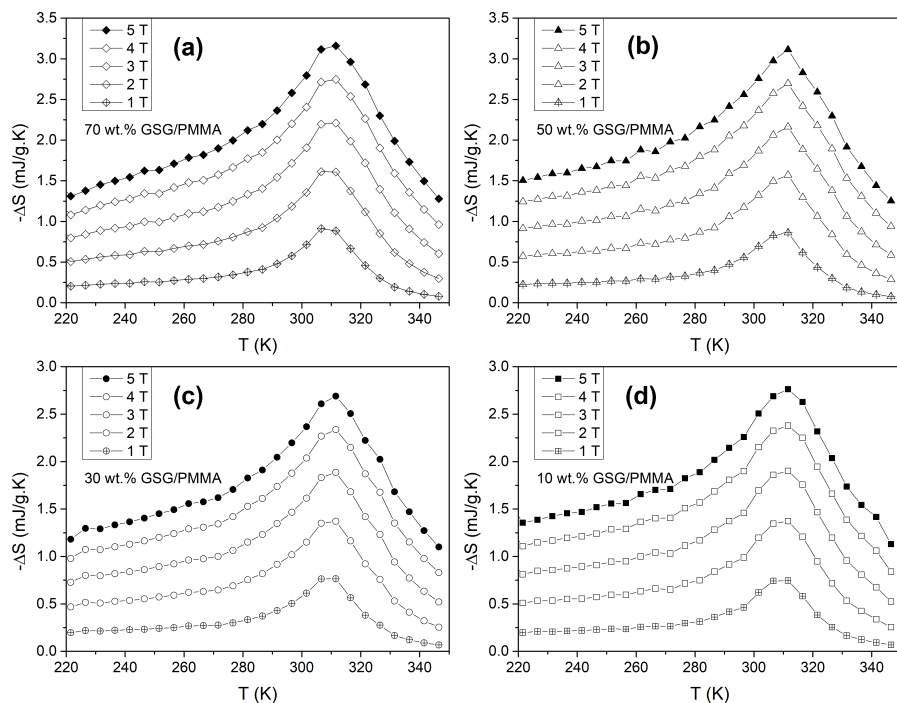 (a)
5 T
4 T
3 T
2 T
1 T
70 wt.% GSG/PMMA
-ΔS (mJ/g.K)
3.5
3.0
2.5
2.0
1.5
1.0
0.5
0.0
220 240 260 280 300 320 340
T (K)
(b)
5 T
4 T
3 T
2 T
1 T
50 wt.% GSG/PMMA
-ΔS (mJ/g.K)
3.5
3.0
2.5
2.0
1.5
1.0
0.5
0.0
220 240 260 280 300 320 340
T (K)
(c)
5 T
4 T
3 T
2 T
1 T
30 wt.% GSG/PMMA
-ΔS (mJ/g.K)
3.0
2.5
2.0
1.5
1.0
0.5
0.0
220 240 260 280 300 320 340
T (K)
(d)
5 T
4 T
3 T
2 T
1 T
10 wt.% GSG/PMMA
-ΔS (mJ/g.K)
3.0
2.5
2.0
1.5
1.0
0.5
0.0
220 240 260 280 300 320 340
T (K)